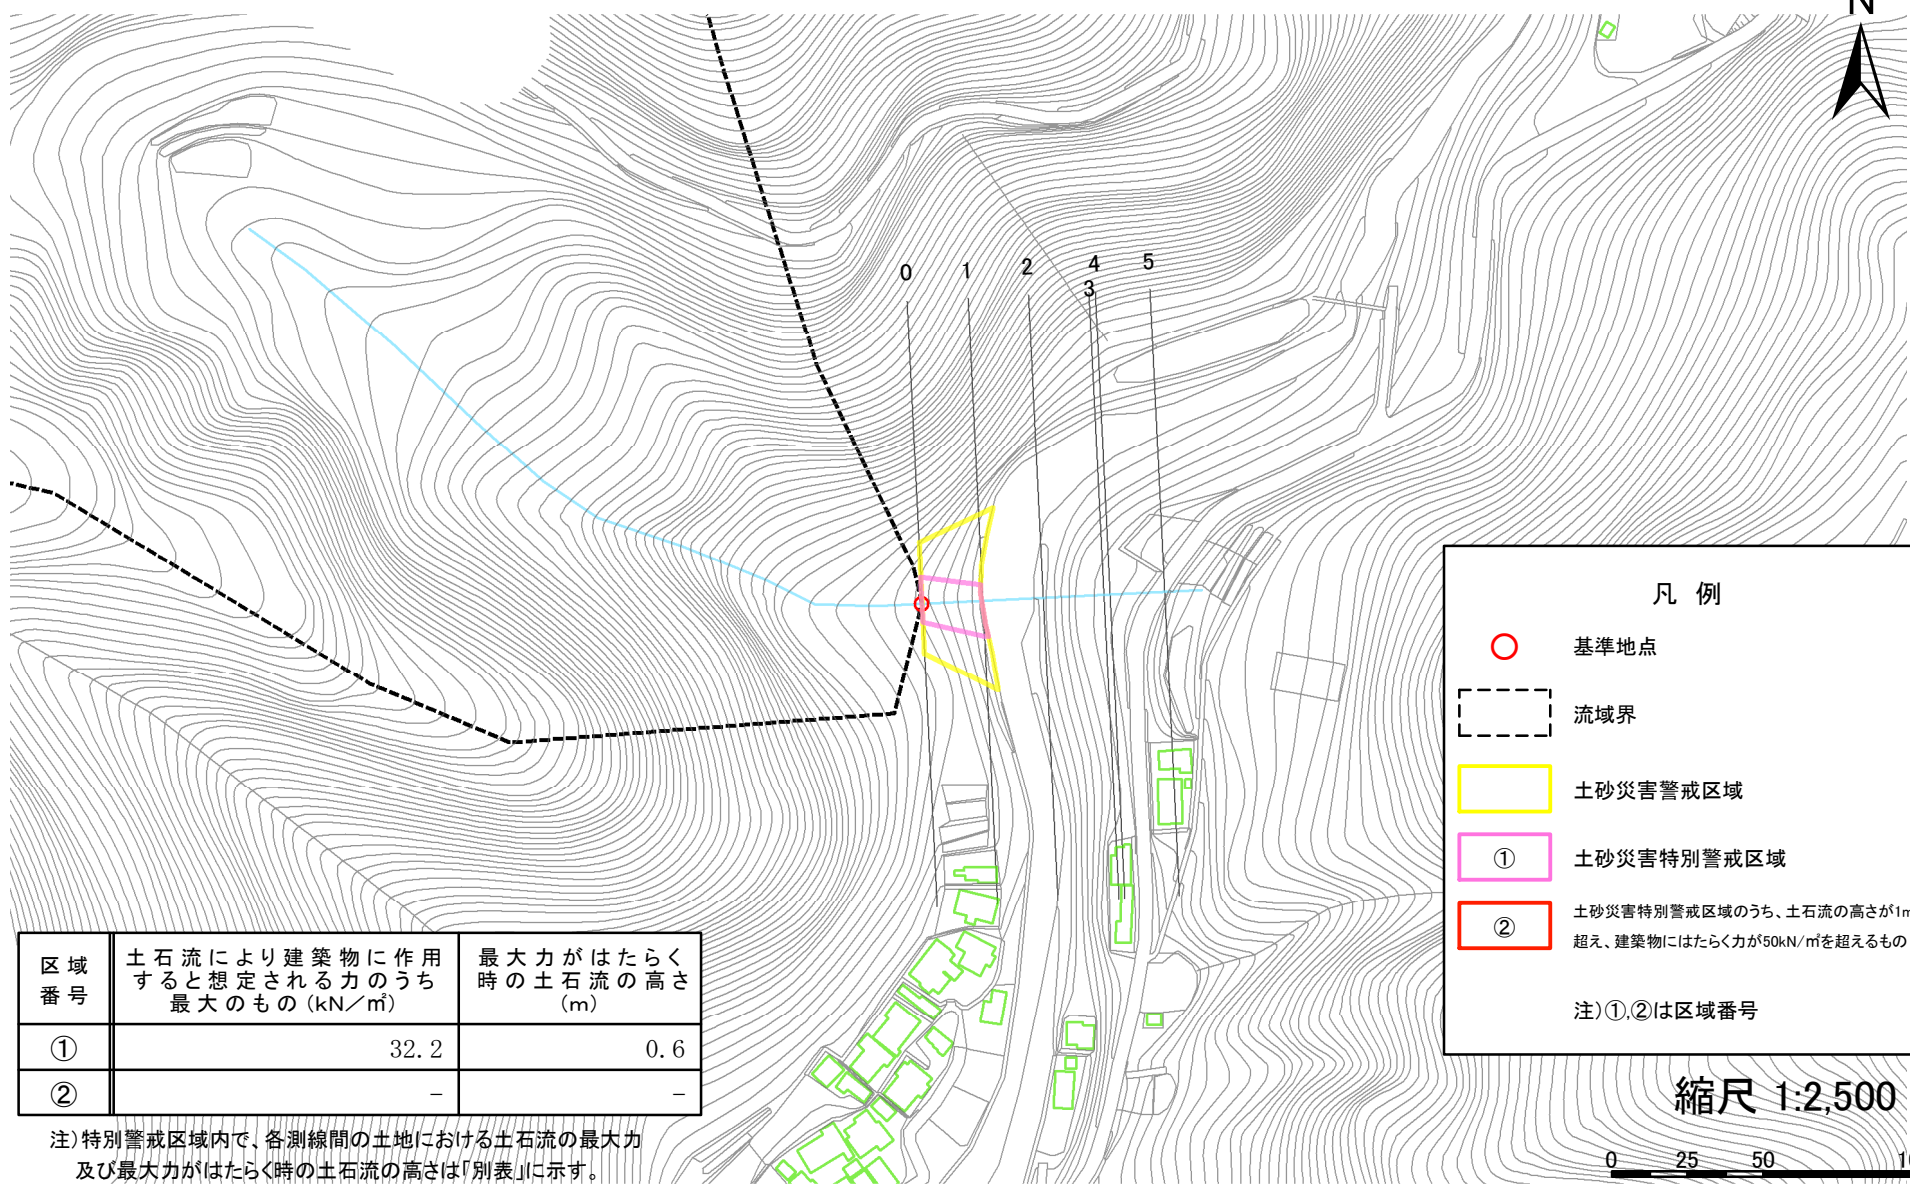 N
0
1
2
4
5
3
凡 例
基準地点
流域界
土砂災害警戒区域
① 土砂災害特別警戒区域
② 土砂災害特別警戒区域のうち、土石流の高さが1m
超え、建築物にはたらく力が50kN/㎡を超えるもの
注)①,②は区域番号
区域
番号
土石流により建築物に作用
すると想定される力のうち
最大のもの(kN/㎡)
最大力がはたらく
時の土石流の高さ
(m)
① 32.2 0.6
② - -
注)特別警戒区域内で、各測線間の土地における土石流の最大力
及び最大力がはたらく時の土石流の高さは「別表」に示す。
縮尺 1:2,500
0 25 50